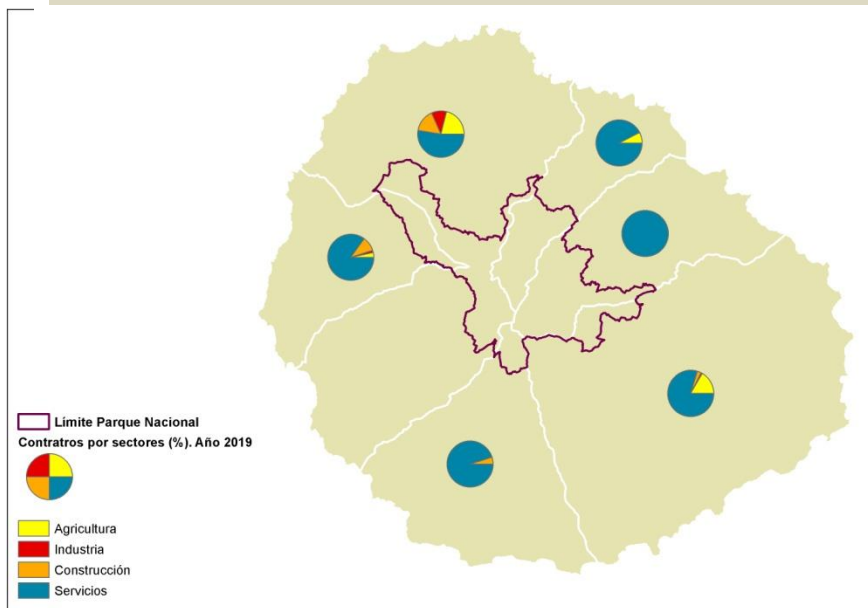 Límite Parque Nacional
Contratros por sectores (%). Año 2019
Agricultura
Industria
Construcción
Servicios